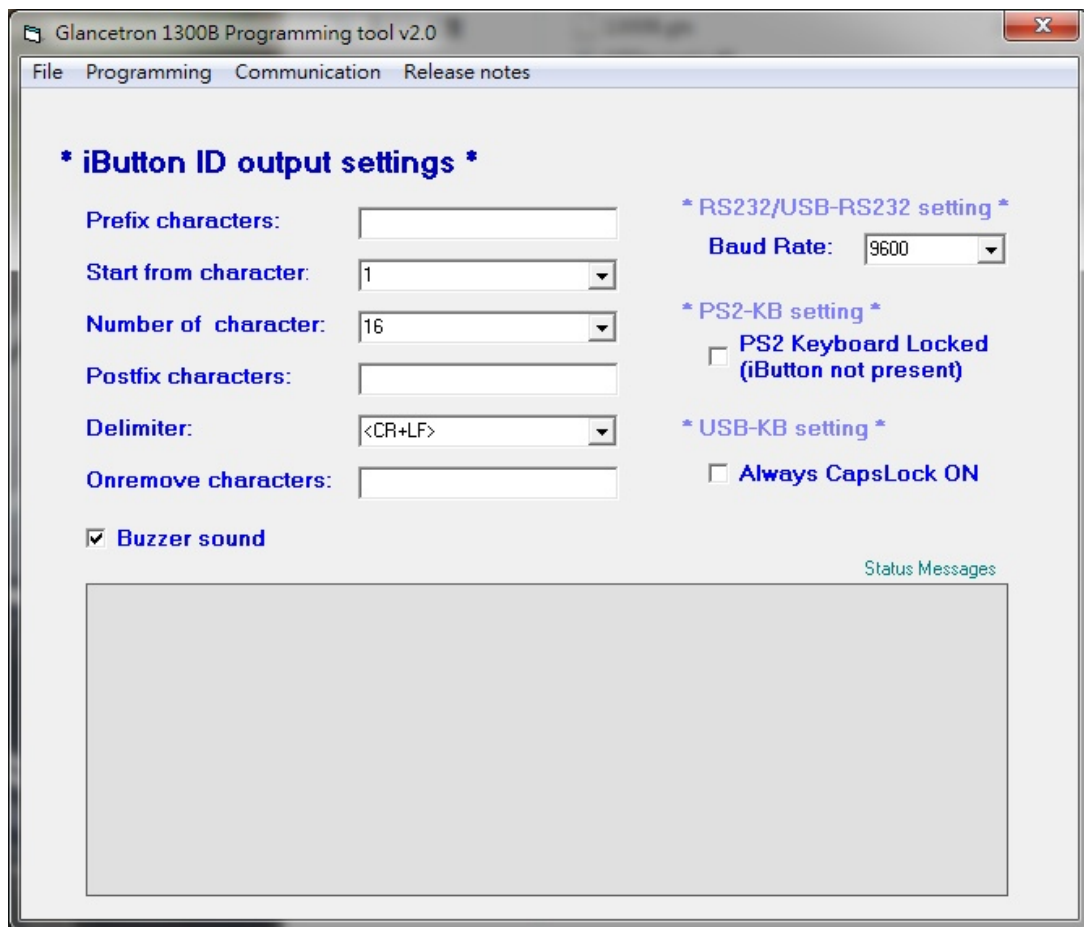 Glancetron 1300B Programming tool v2.0
File Programming Communication Release notes
* iButton ID output settings *
Prefix characters:
Start from character: 1
Number of character: 16
Postfix characters:
Delimiter: <CR+LF>
Onremove characters:
Buzzer sound
* RS232/USB-RS232 setting *
Baud Rate: 9600
* PS2-KB setting *
PS2 Keyboard Locked
(iButton not present)
* USB-KB setting *
Always CapsLock ON
Status Messages